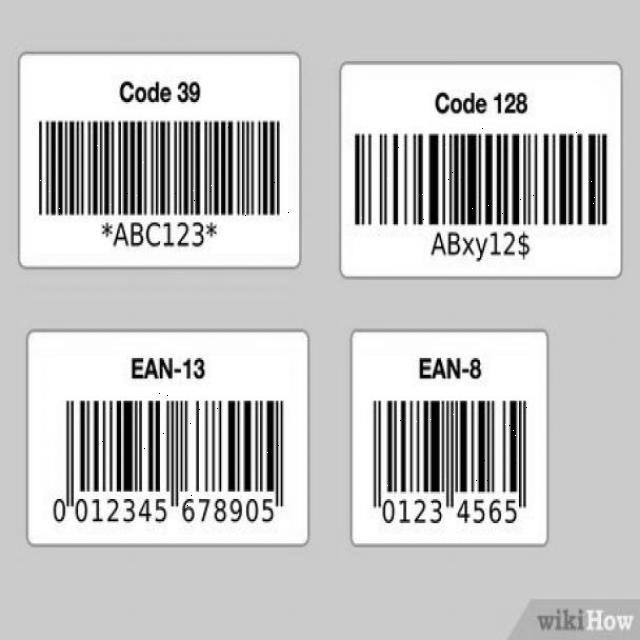 Code 39
*ABC123*
Code 128
ABxy12$
EAN-13
0 012345 678905
EAN-8
0123 4565
wikiHow